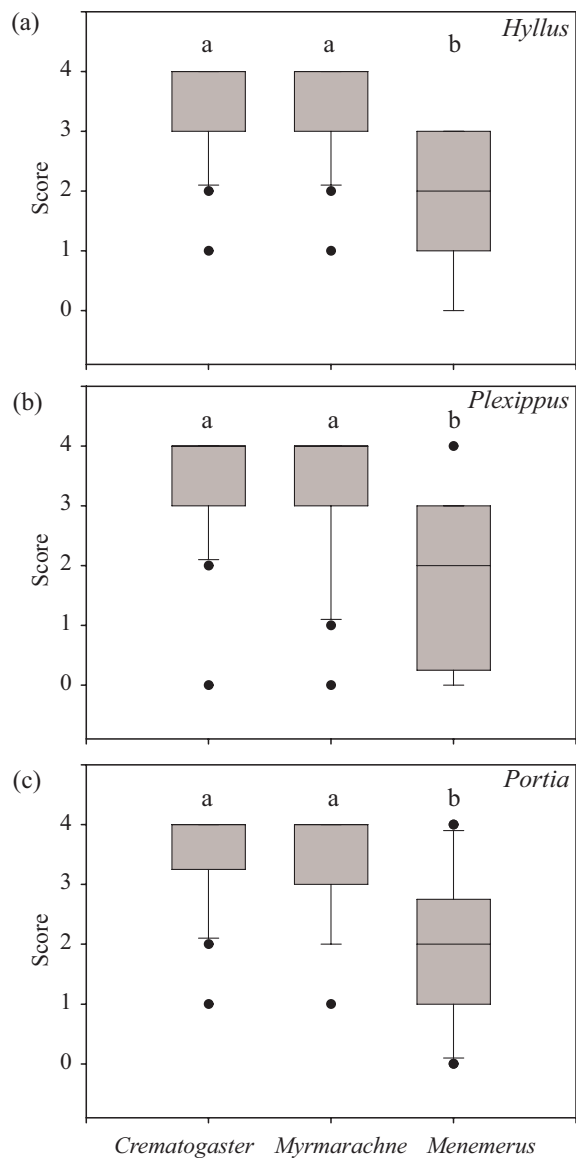 (a)
Hyllus
a a b
4
3
2
1
0
Score
(b)
Plexippus
a a b
4
3
2
1
0
Score
(c)
Portia
a a b
4
3
2
1
0
Score
Crematogaster Myrmarachne Menemerus